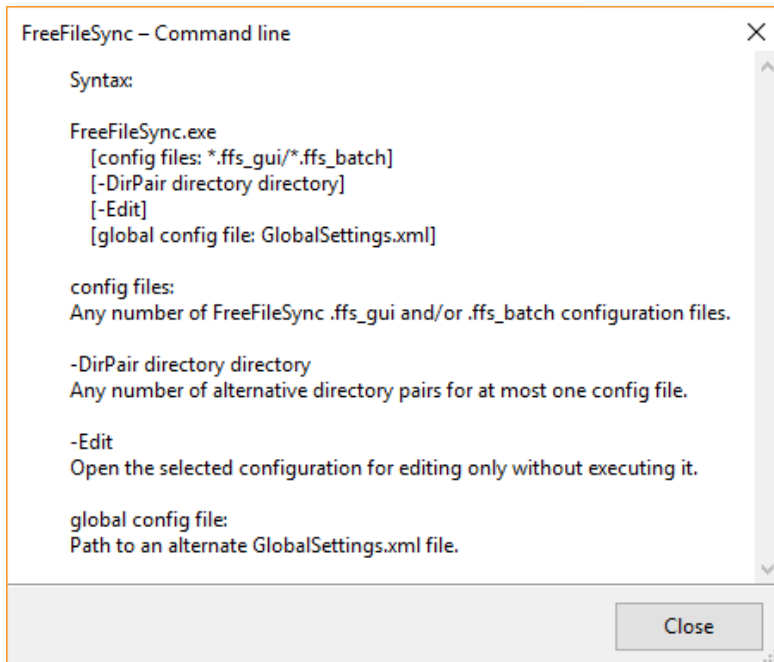 FreeFileSync – Command line
Syntax:
FreeFileSync.exe
[config files: *.ffs_gui/*.ffs_batch]
[-DirPair directory directory]
[-Edit]
[global config file: GlobalSettings.xml]
config files:
Any number of FreeFileSync .ffs_gui and/or .ffs_batch configuration files.
-DirPair directory directory
Any number of alternative directory pairs for at most one config file.
-Edit
Open the selected configuration for editing only without executing it.
global config file:
Path to an alternate GlobalSettings.xml file.
Close